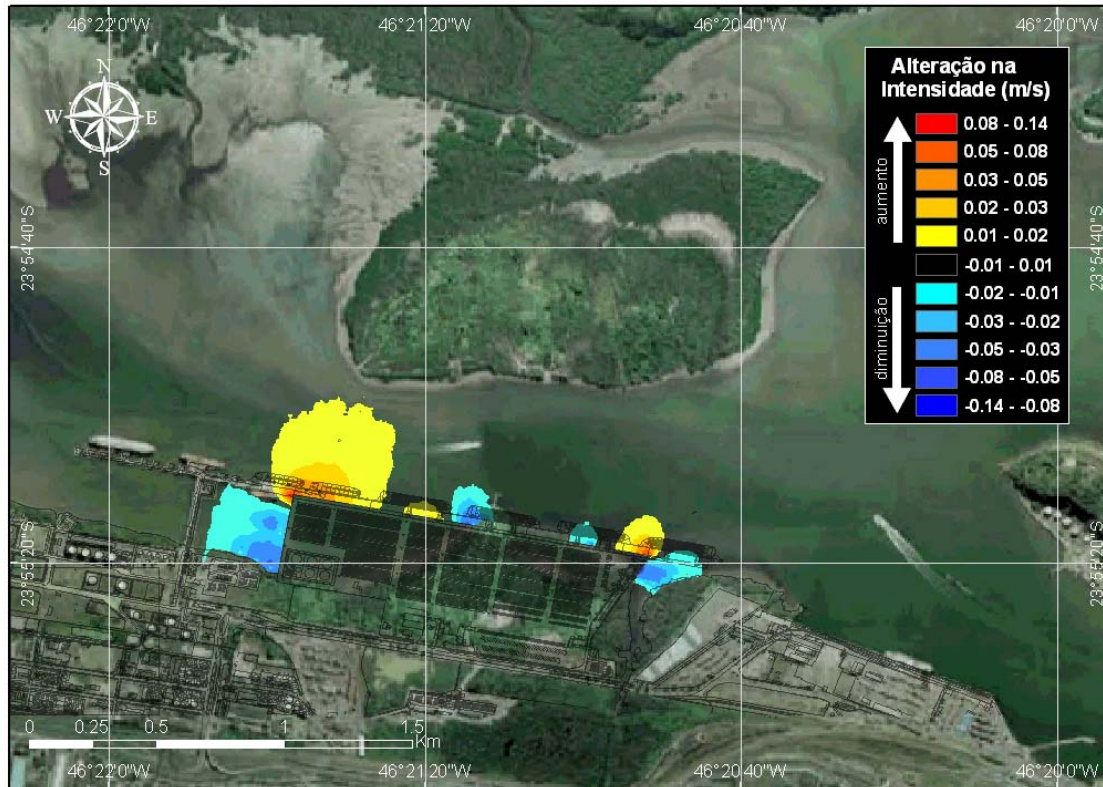 46°22'0"W 46°21'20"W 46°20'40"W 46°20'0"W
N
W E
S
Alteração na
Intensidade (m/s)
aumento
0.08 - 0.14
0.05 - 0.08
0.03 - 0.05
0.02 - 0.03
0.01 - 0.02
-0.01 - 0.01
diminuição
-0.02 - -0.01
-0.03 - -0.02
-0.05 - -0.03
-0.08 - -0.05
-0.14 - -0.08
23°54'40"S 23°54'40"S
23°55'20"S 23°55'20"S
0 0.25 0.5 1 1.5
Km
46°22'0"W 46°21'20"W 46°20'40"W 46°20'0"W